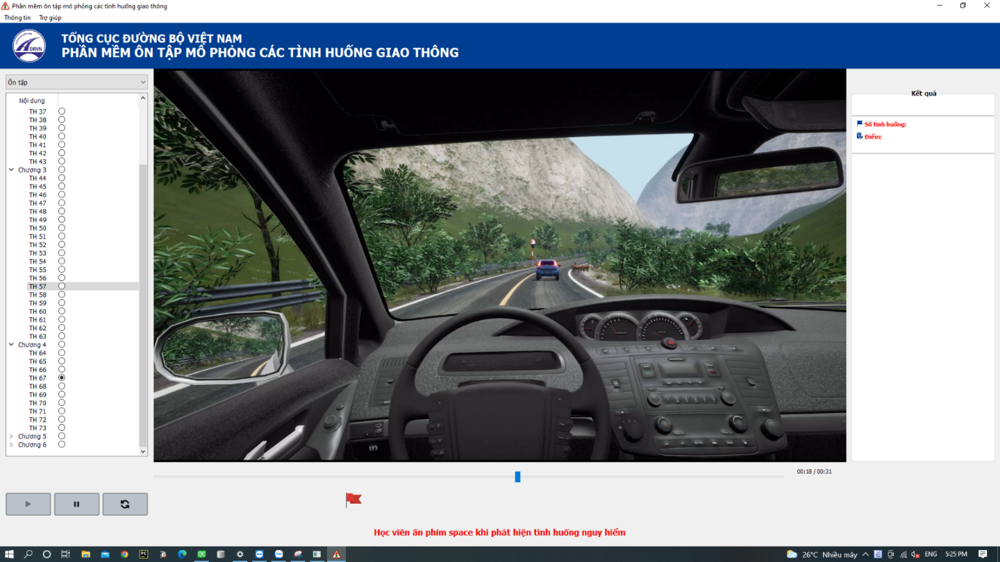 Phần mềm ôn tập mô phỏng các tình huống giao thông
Thông tin Trợ giúp
DRVN
TỔNG CỤC ĐƯỜNG BỘ VIỆT NAM
PHẦN MỀM ÔN TẬP MÔ PHỎNG CÁC TÌNH HUỐNG GIAO THÔNG
Ôn tập
Nội dung
TH 37
TH 38
TH 39
TH 40
TH 41
TH 42
TH 43
Chương 3
TH 44
TH 45
TH 46
TH 47
TH 48
TH 49
TH 50
TH 51
TH 52
TH 53
TH 54
TH 55
TH 56
TH 57
TH 58
TH 59
TH 60
TH 61
TH 62
TH 63
Chương 4
TH 64
TH 65
TH 66
TH 67
TH 68
TH 69
TH 70
TH 71
TH 72
TH 73
Chương 5
Chương 6
Kết quả
Số tình huống:
Điểm:
00:18 / 00:31
Học viên ấn phím space khi phát hiện tình huống nguy hiểm
26°C Nhiều mây ENG 5:25 PM